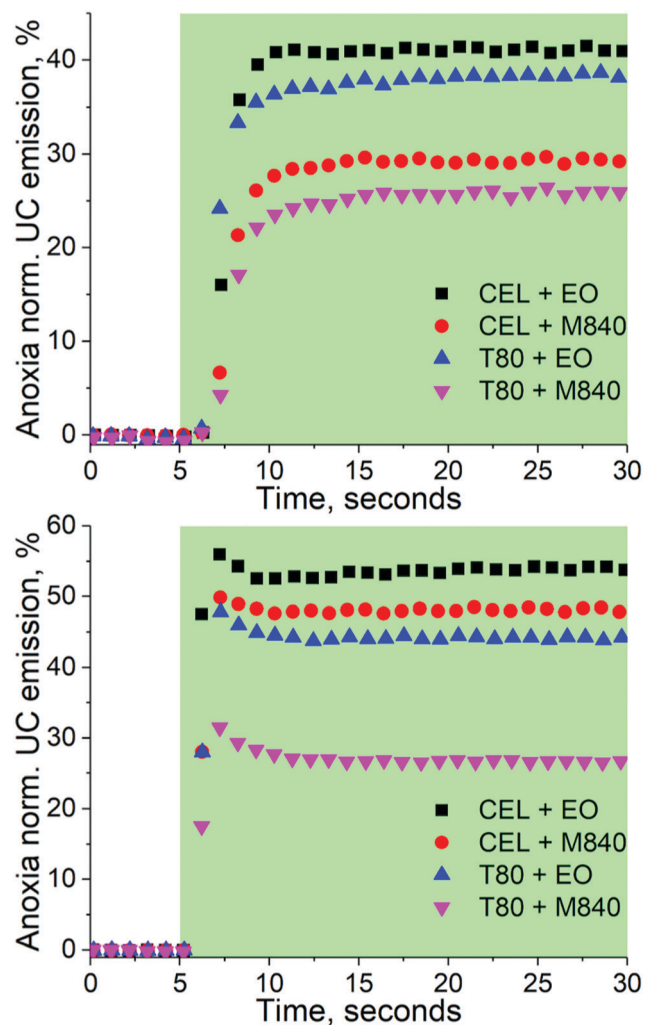 Anoxia norm. UC emission, %
40
30
20
10
0
CEL + EO
CEL + M840
T80 + EO
T80 + M840
0 5 10 15 20 25 30
Time, seconds
Anoxia norm. UC emission, %
60
50
40
30
20
10
0
CEL + EO
CEL + M840
T80 + EO
T80 + M840
0 5 10 15 20 25 30
Time, seconds